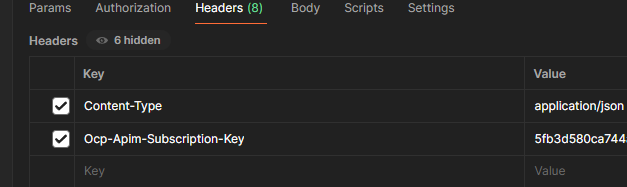 Params Authorization Headers (8) Body Scripts Settings
Headers 6 hidden
Key Value
Content-Type application/json
Ocp-Apim-Subscription-Key 5fb3d580ca744
Key Value